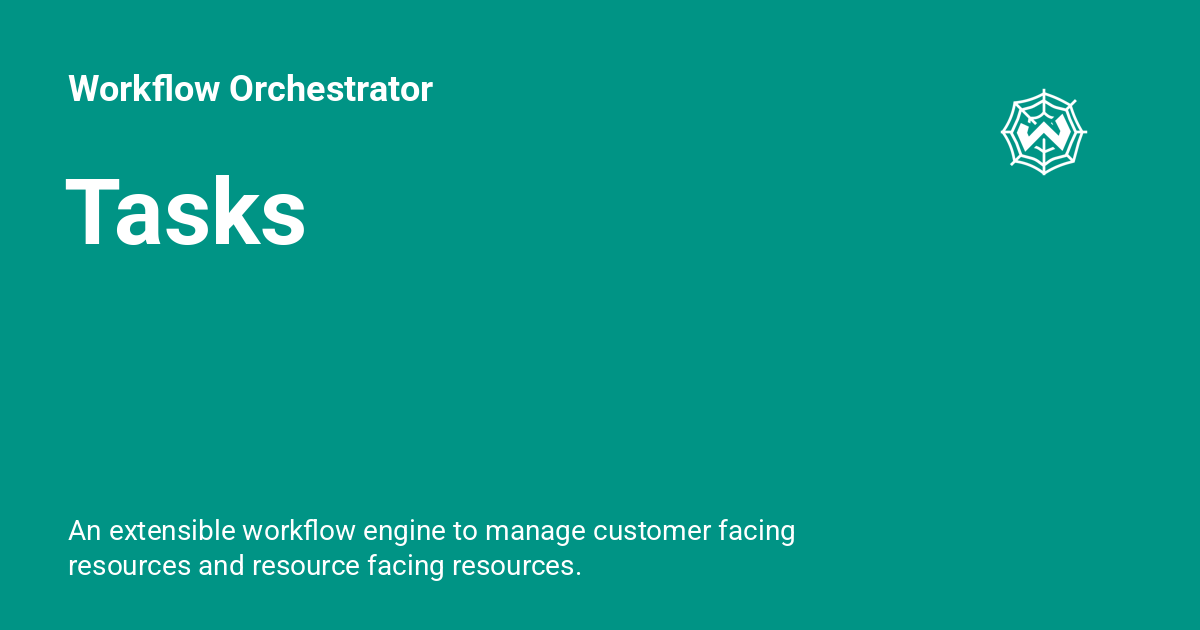 Workflow Orchestrator
W
Tasks
An extensible workflow engine to manage customer facing
resources and resource facing resources.